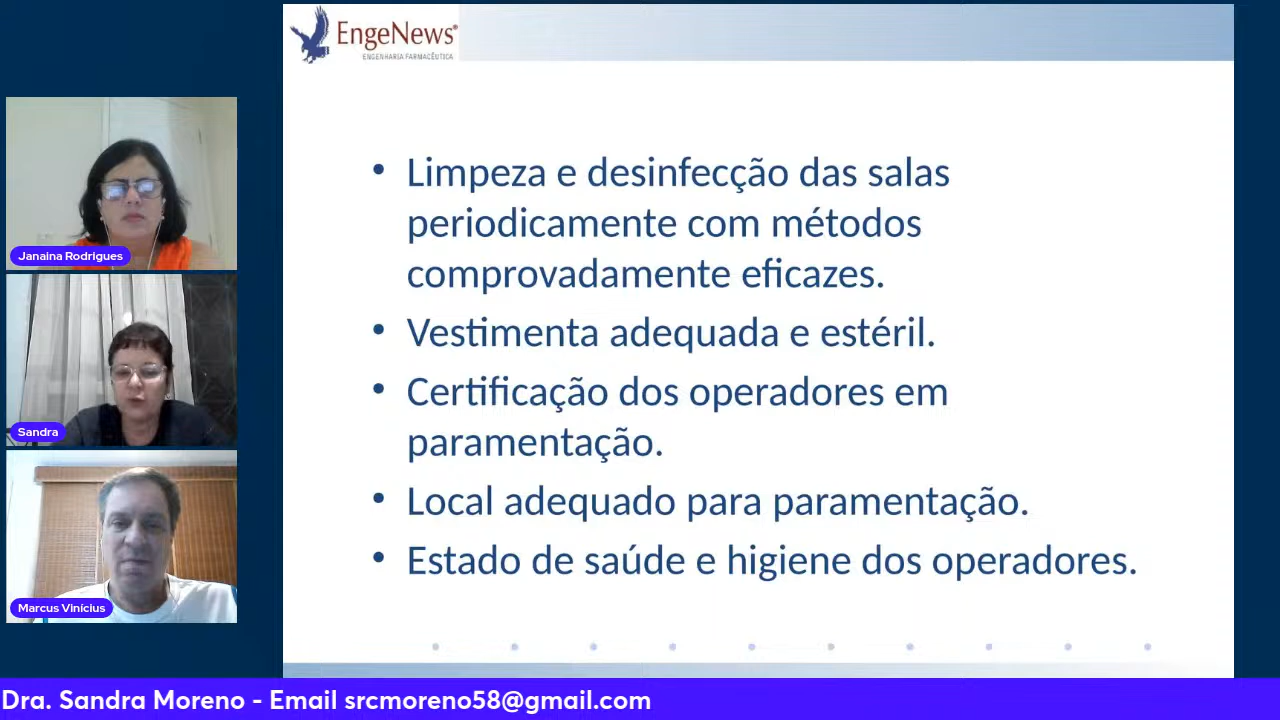 EngeNews®
ENGENHARIA FARMACÊUTICA
Janaina Rodrigues
Sandra
Marcus Vinícius
• Limpeza e desinfecção das salas
periodicamente com métodos
comprovadamente eficazes.
• Vestimenta adequada e estéril.
• Certificação dos operadores em
paramentação.
• Local adequado para paramentação.
• Estado de saúde e higiene dos operadores.
Dra. Sandra Moreno - Email srcmoreno58@gmail.com